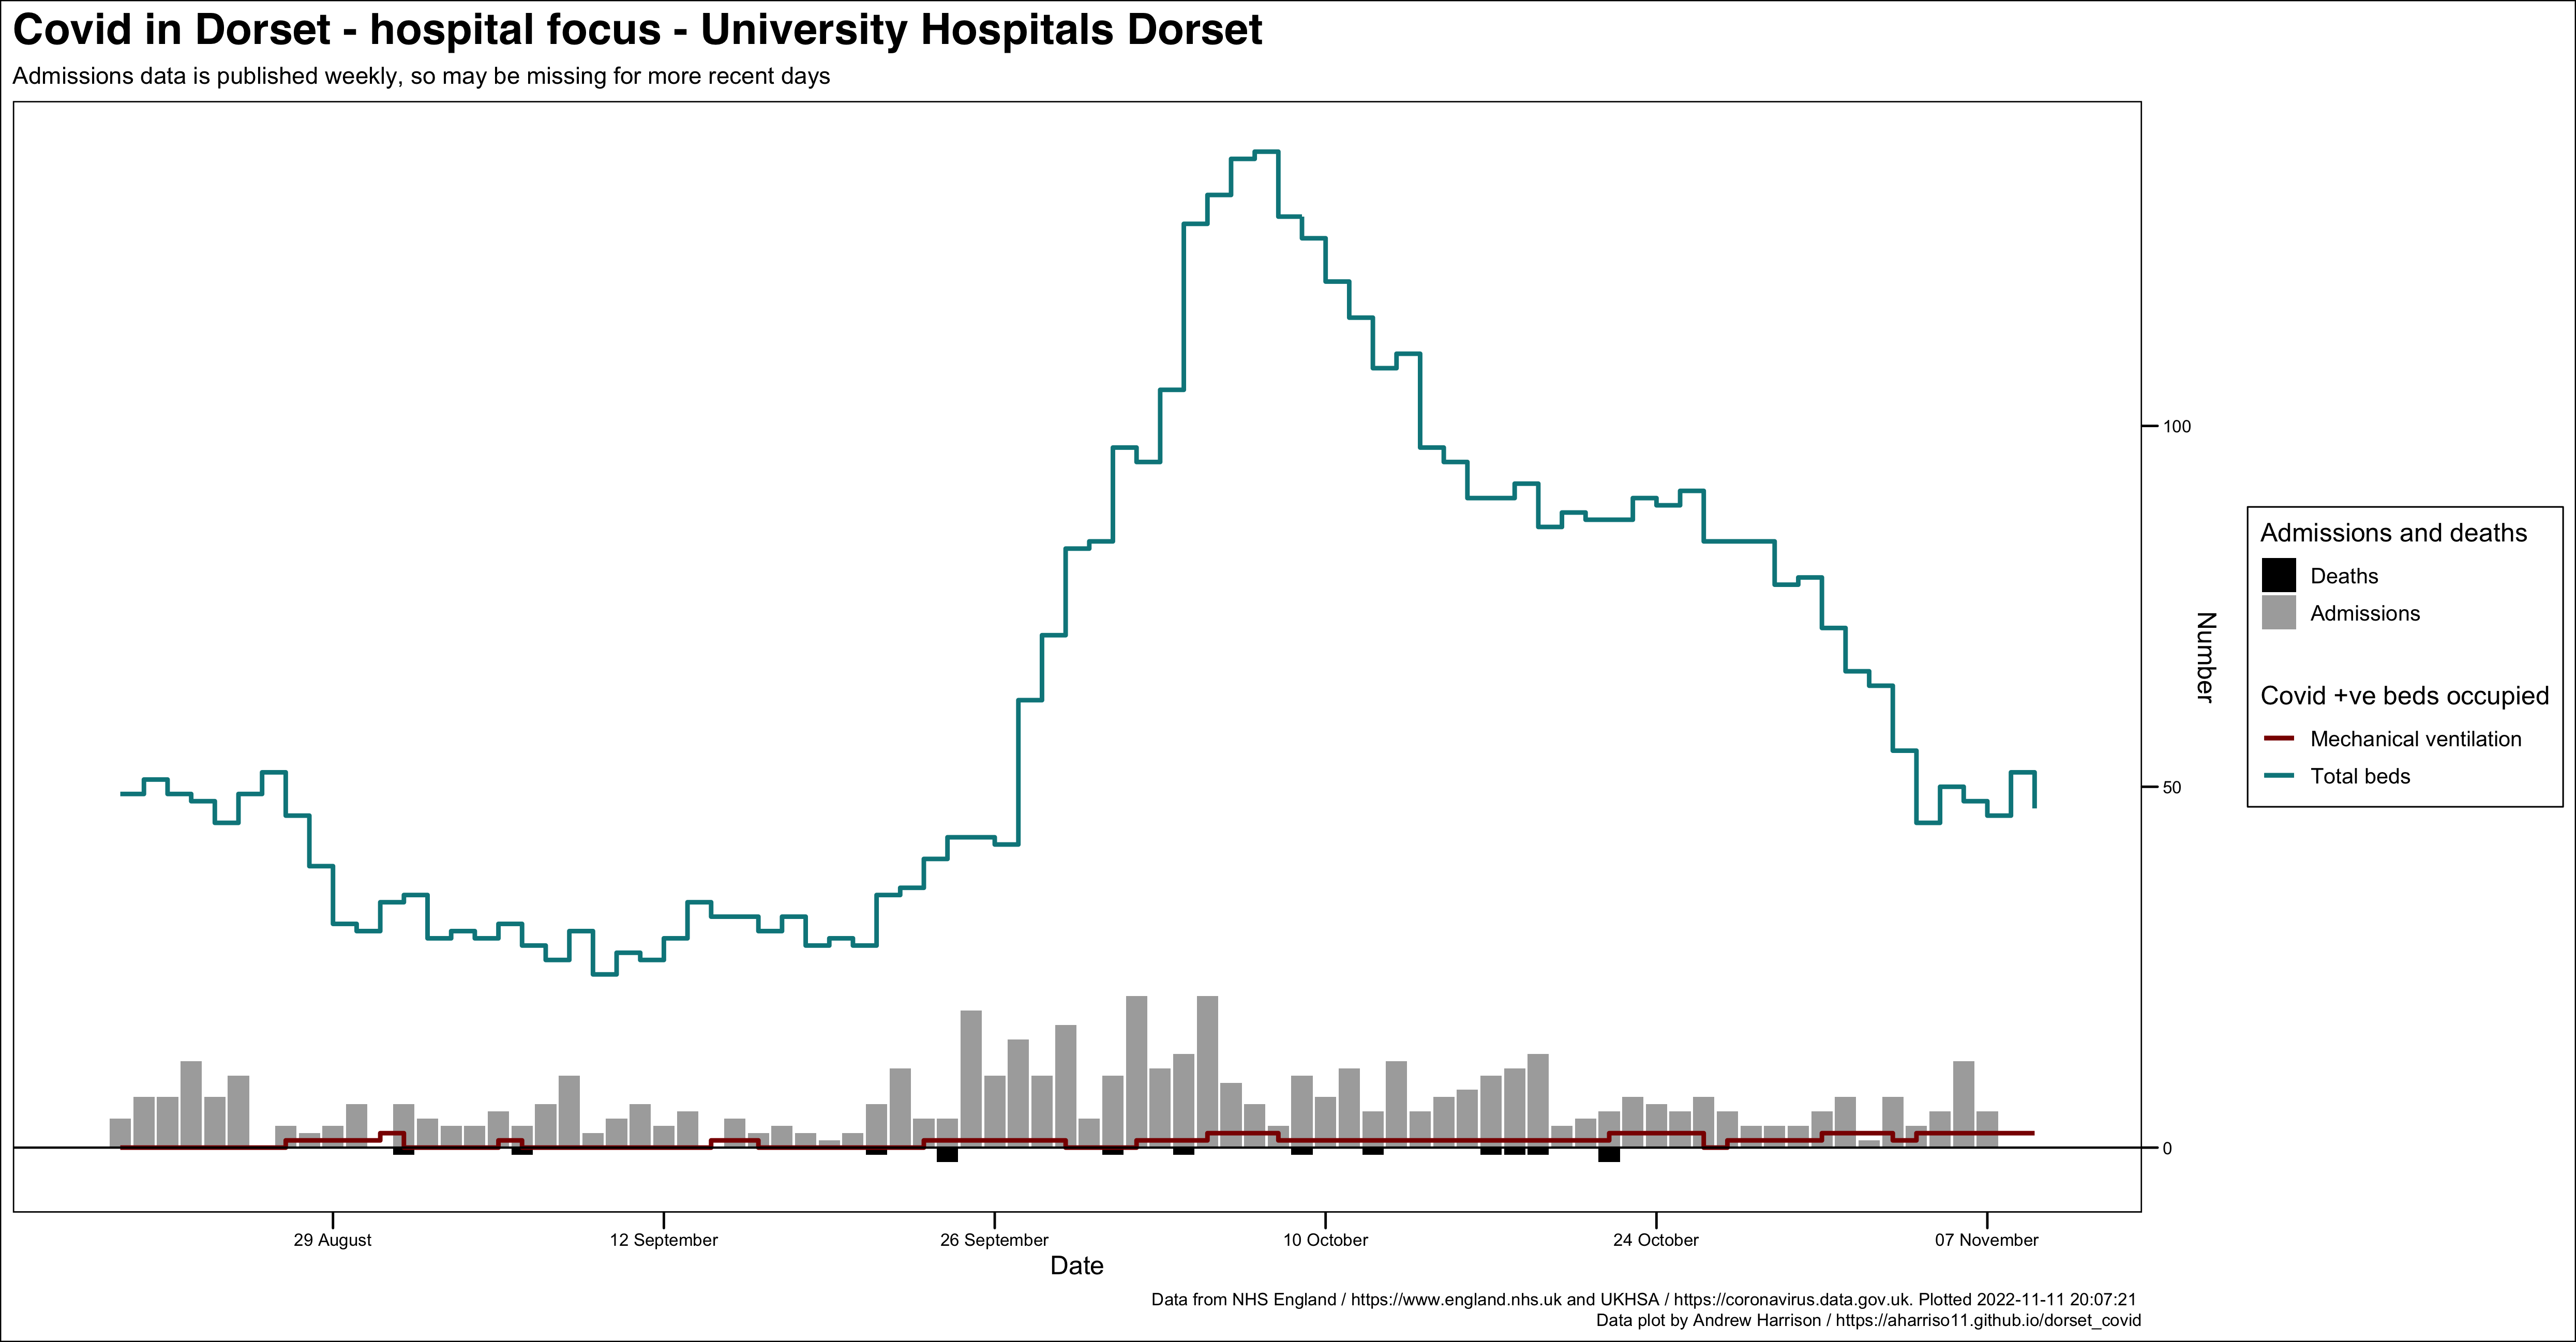 Covid in Dorset - hospital focus - University Hospitals Dorset
Admissions data is published weekly, so may be missing for more recent days
100
50
0
Number
Admissions and deaths
Deaths
Admissions
Covid +ve beds occupied
Mechanical ventilation
Total beds
29 August
12 September
26 September
10 October
24 October
07 November
Date
Data from NHS England / https://www.england.nhs.uk and UKHSA / https://coronavirus.data.gov.uk. Plotted 2022-11-11 20:07:21
Data plot by Andrew Harrison / https://aharriso11.github.io/dorset_covid